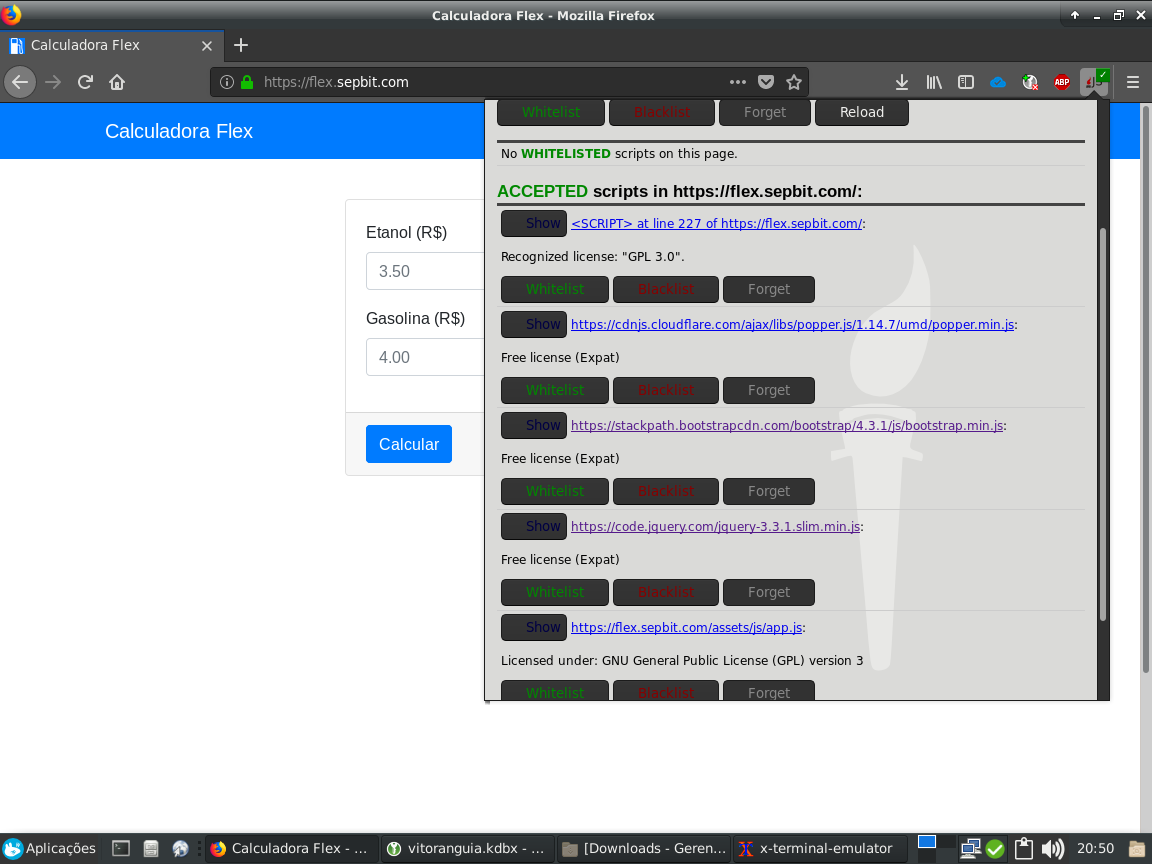 Calculadora Flex - Mozilla Firefox
Calculadora Flex
https://flex.sepbit.com
ABP
Calculadora Flex
Whitelist Blacklist Forget Reload
No WHITELISTED scripts on this page.
ACCEPTED scripts in https://flex.sepbit.com/:
Show <SCRIPT> at line 227 of https://flex.sepbit.com/:
Recognized license: "GPL 3.0".
Whitelist Blacklist Forget
Show https://cdnjs.cloudflare.com/ajax/libs/popper.js/1.14.7/umd/popper.min.js:
Free license (Expat)
Whitelist Blacklist Forget
Show https://stackpath.bootstrapcdn.com/bootstrap/4.3.1/js/bootstrap.min.js:
Free license (Expat)
Whitelist Blacklist Forget
Show https://code.jquery.com/jquery-3.3.1.slim.min.js:
Free license (Expat)
Whitelist Blacklist Forget
Show https://flex.sepbit.com/assets/js/app.js:
Licensed under: GNU General Public License (GPL) version 3
Whitelist Blacklist Forget
Etanol (R$)
3.50
Gasolina (R$)
4.00
Calcular
Aplicações
Calculadora Flex - ...
vitoranguia.kdbx - ...
[Downloads - Geren...
x-terminal-emulator
20:50